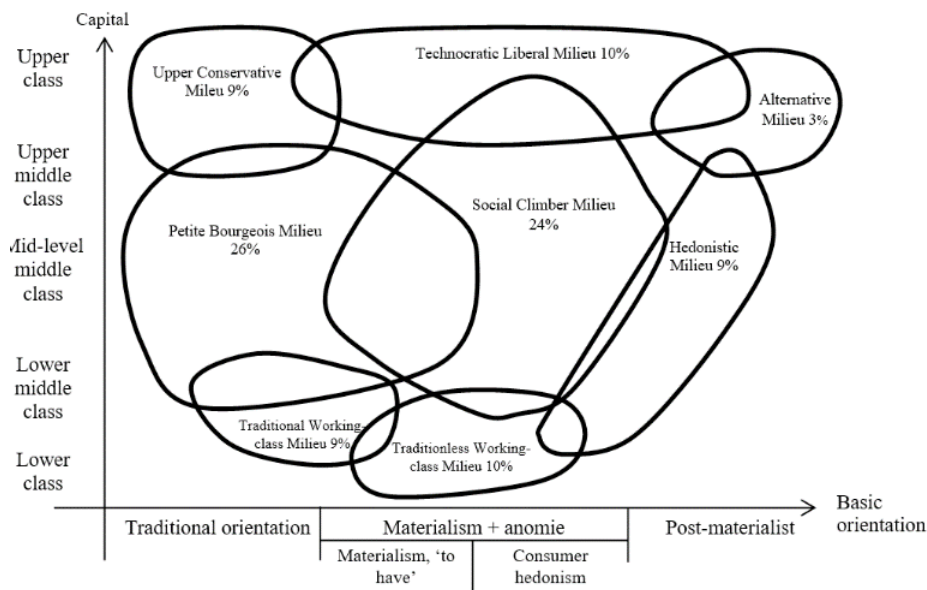 Capital
Upper
class
Upper
middle
class
Mid-level
middle
class
Lower
middle
class
Lower
class
Upper Conservative
Mileu 9%
Technocratic Liberal Milieu 10%
Alternative
Milieu 3%
Petite Bourgeois Milieu
26%
Social Climber Milieu
24%
Hedonistic
Milieu 9%
Traditional Working-
class Milieu 9%
Traditionless Working-
class Milieu 10%
Traditional orientation
Materialism + anomie
Post-materialist
Basic
orientation
Materialism, ‘to
have’
Consumer
hedonism